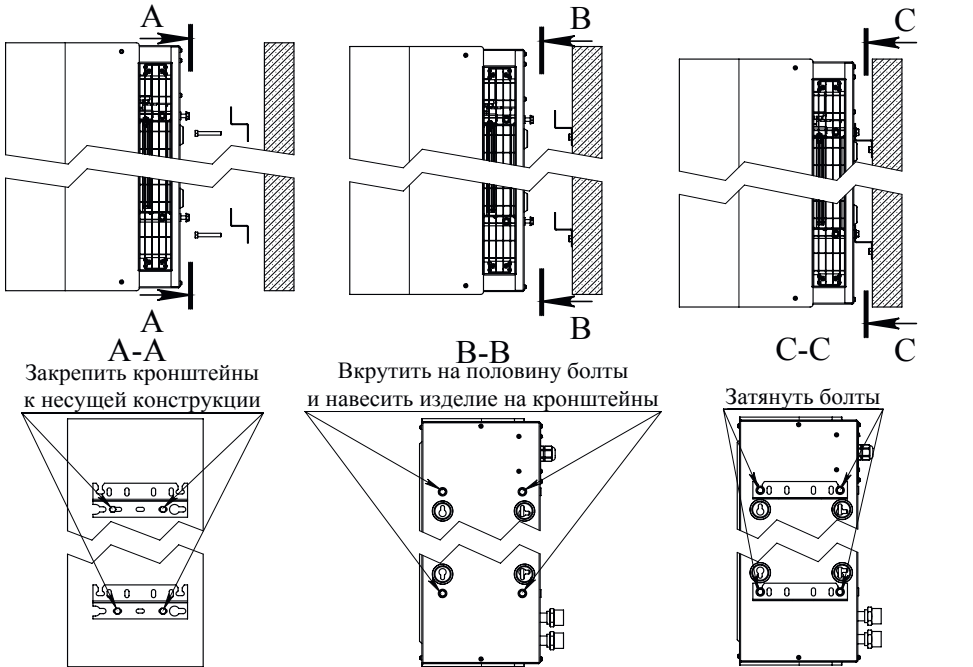 A
B
C
A
B
C
A-A
B-B
C-C
Закрепить кронштейны
к несущей конструкции
Вкрутить на половину болты
и навесить изделие на кронштейны
Затянуть болты